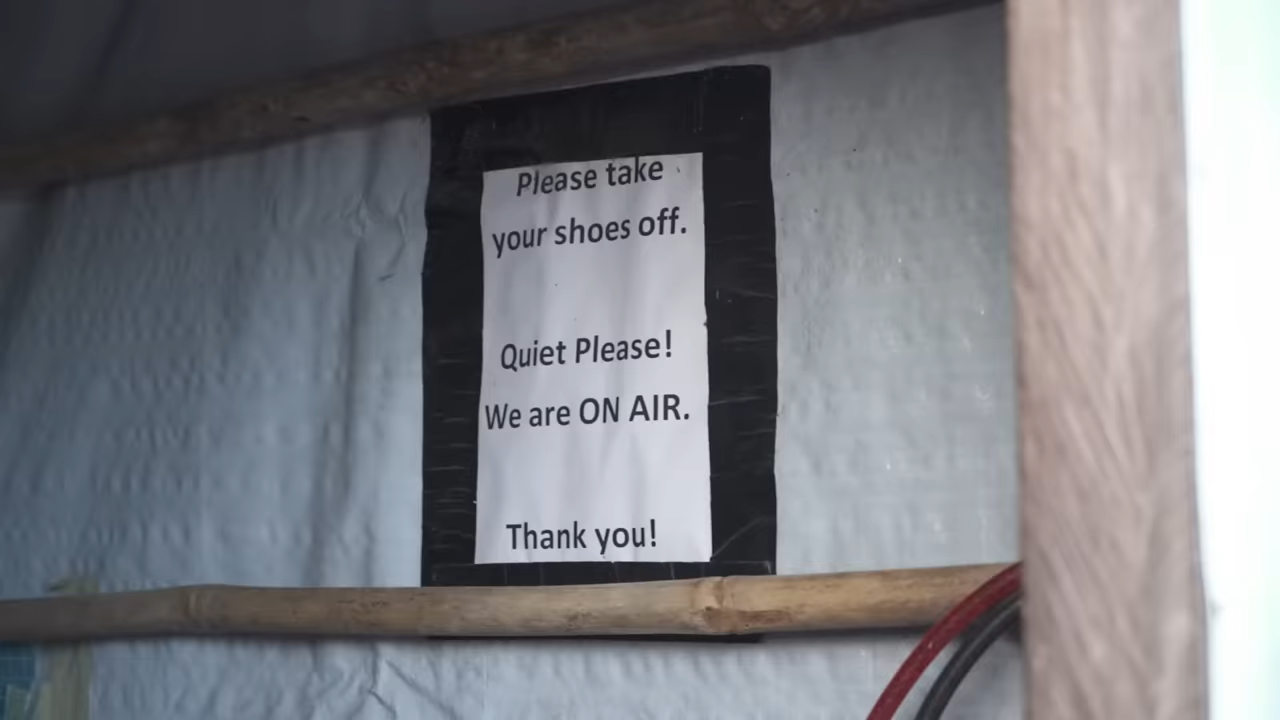 Please take
your shoes off.
Quiet Please!
We are ON AIR.
Thank you!